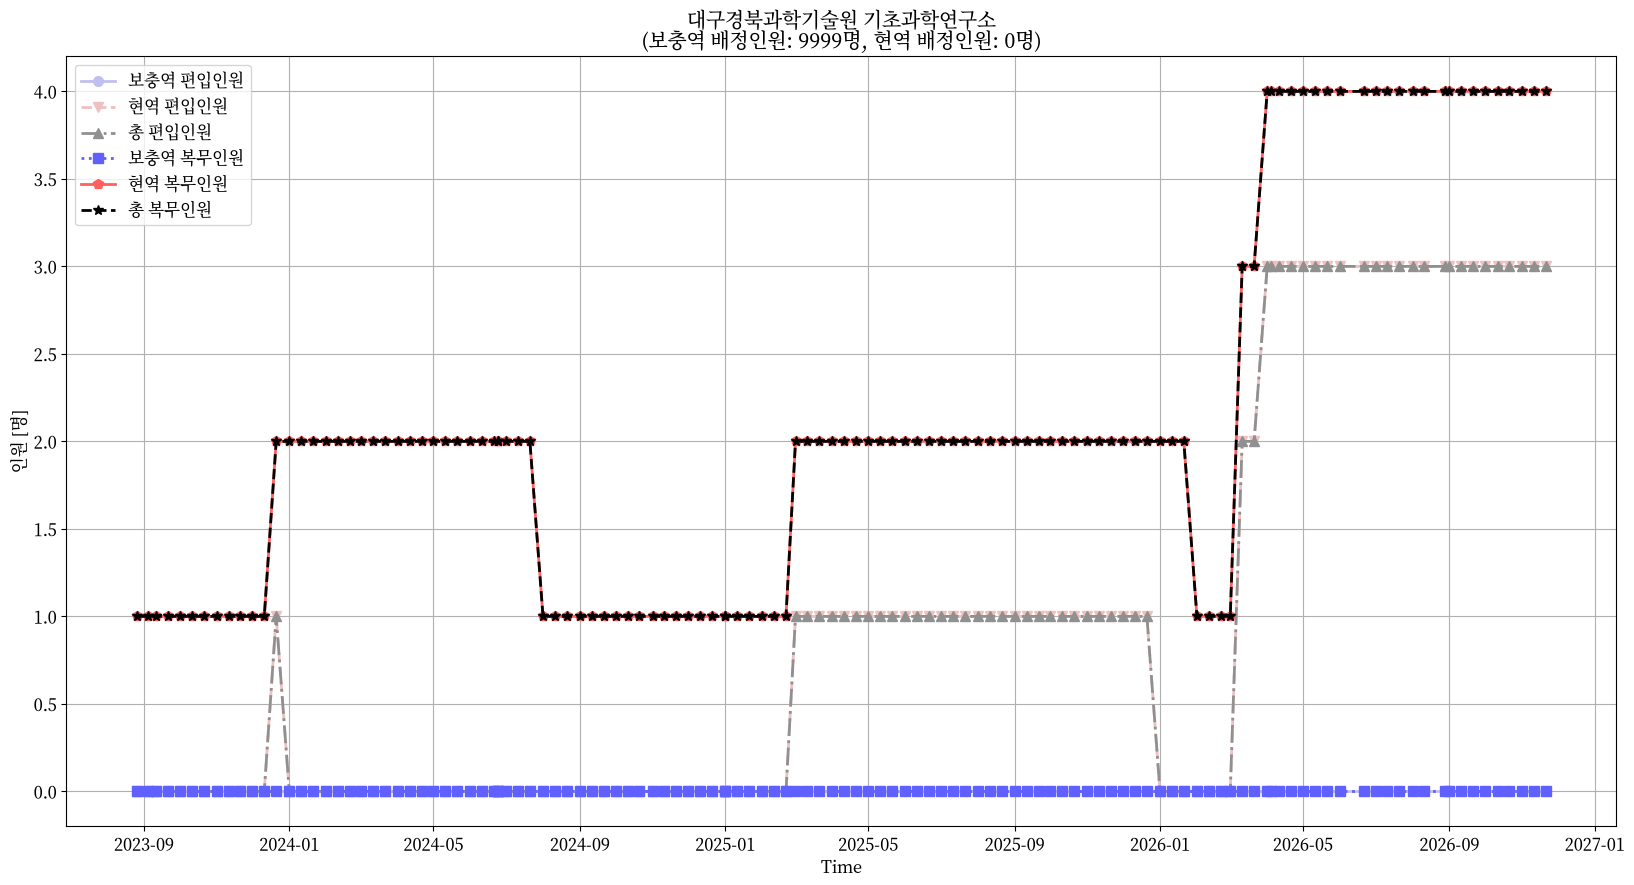 대구경북과학기술원 기초과학연구소
(보충역 배정인원: 9999명, 현역 배정인원: 0명)
보충역 편입인원
현역 편입인원
총 편입인원
보충역 복무인원
현역 복무인원
총 복무인원
4.0
3.5
3.0
2.5
2.0
1.5
1.0
0.5
0.0
인원 [명]
2023-09 2024-01 2024-05 2024-09 2025-01 2025-05 2025-09 2026-01 2026-05 2026-09 2027-01
Time